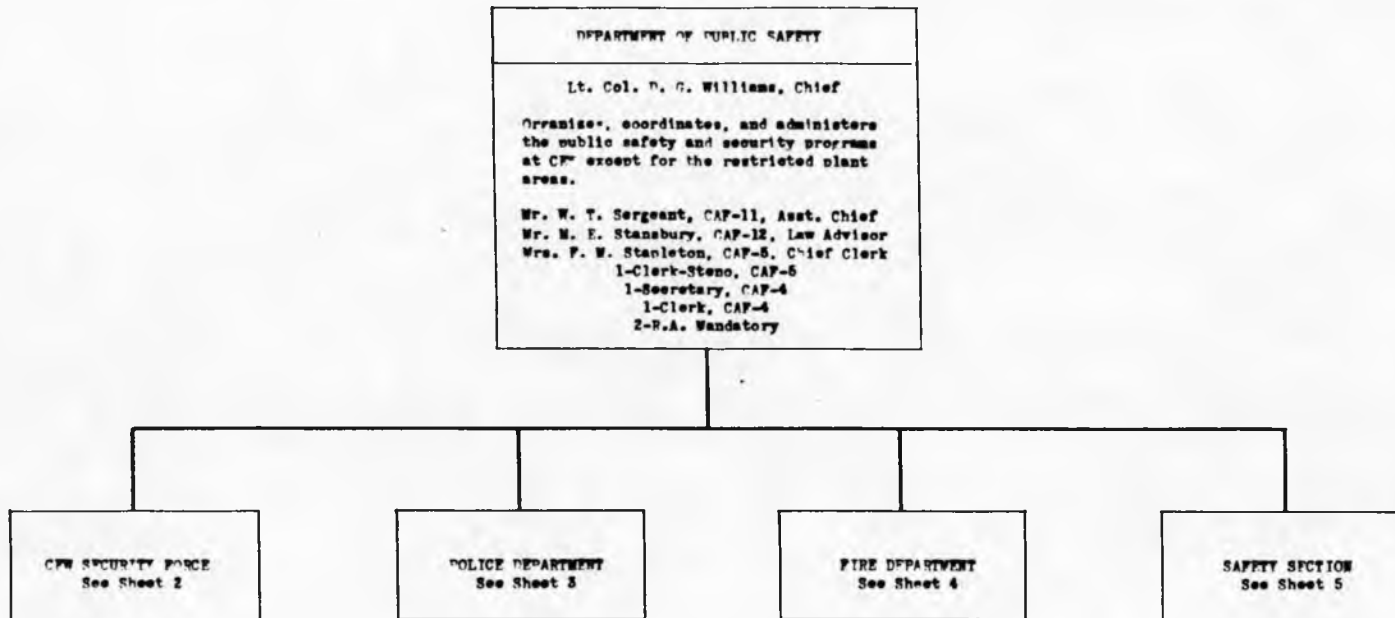 DEPARTMENT OF PUBLIC SAFETY
Lt. Col. D. G. Williams, Chief
Organizes, coordinates, and administers
the public safety and security programs
at CEW except for the restricted plant
areas.
Mr. W. T. Sergeant, CAF-11, Asst. Chief
Mr. M. E. Stansbury, CAF-12, Law Advisor
Mrs. F. M. Stapleton, CAF-5, Chief Clerk
1-Clerk-Steno, CAF-5
1-Secretary, CAF-4
1-Clerk, CAF-4
2-R.A. Mandatory
CEW SECURITY FORCE
See Sheet 2
POLICE DEPARTMENT
See Sheet 3
FIRE DEPARTMENT
See Sheet 4
SAFETY SECTION
See Sheet 5